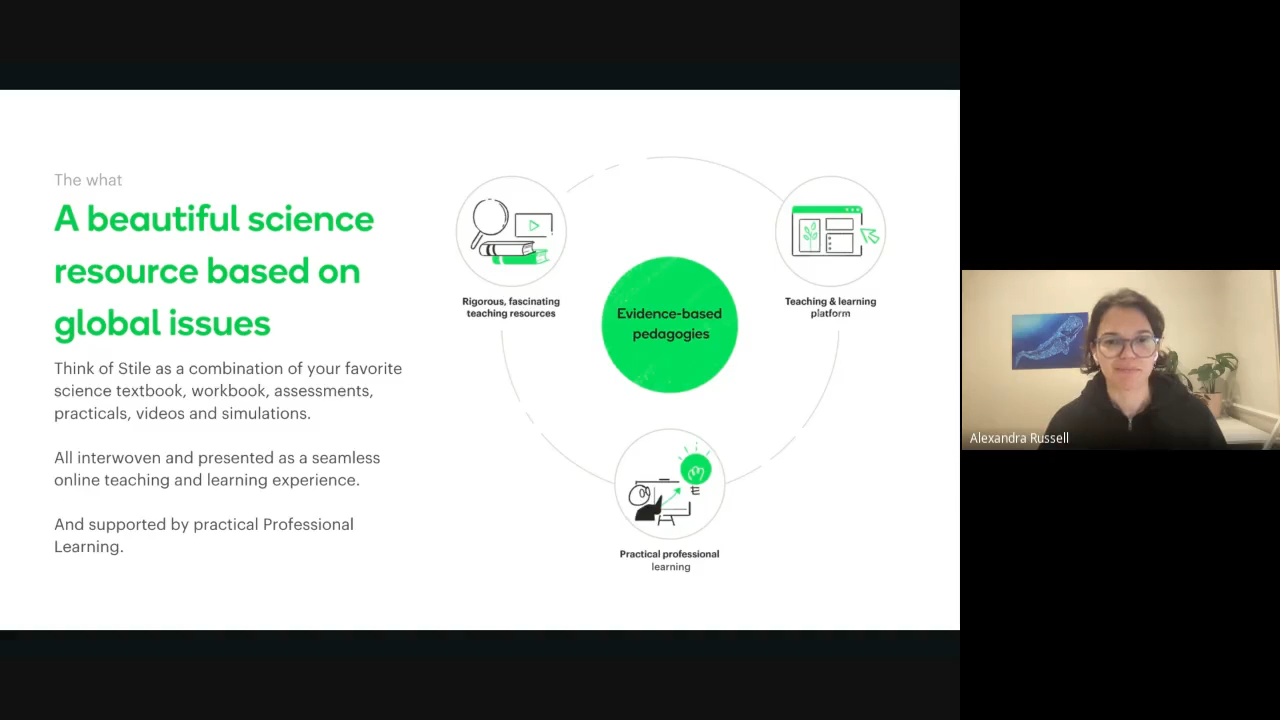 The what
A beautiful science
resource based on
global issues
Think of Stile as a combination of your favorite
science textbook, workbook, assessments,
practicals, videos and simulations.
All interwoven and presented as a seamless
online teaching and learning experience.
And supported by practical Professional
Learning.
Rigorous, fascinating
teaching resources
Teaching & learning
platform
Evidence-based
pedagogies
Practical professional
learning
Alexandra Russell